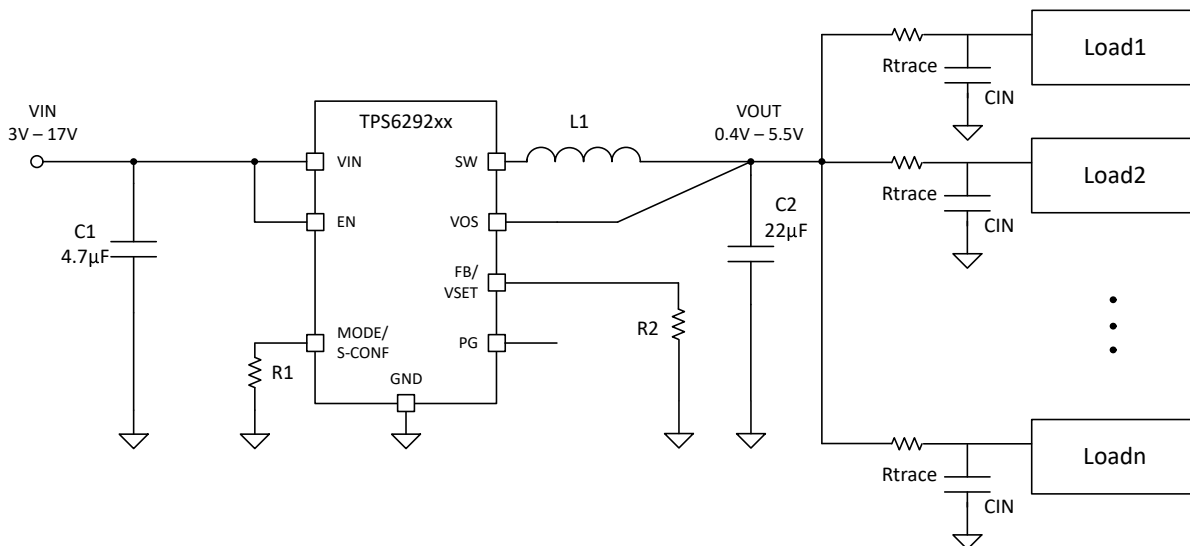 VIN
3V – 17V
C1
4.7µF
TPS6292xx
VIN
EN
MODE/
S-CONF
SW
VOS
FB/
VSET
PG
GND
R1
L1
R2
VOUT
0.4V – 5.5V
C2
22µF
Rtrace
CIN
Load1
Rtrace
CIN
Load2
Rtrace
CIN
Loadn